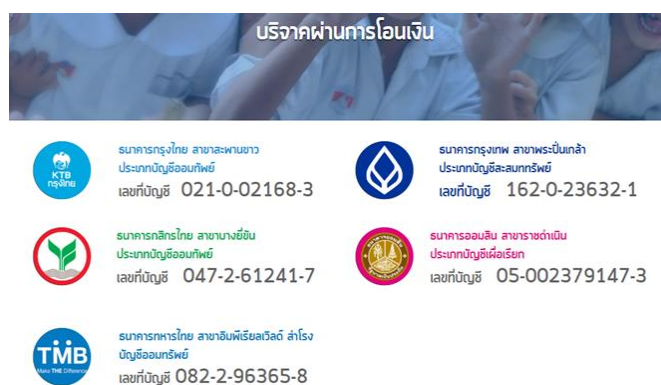 บริจาคผ่านการโอนเงิน
KTB
กรุงไทย
ธนาคารกรุงไทย สาขาสะพานขาว
ประเภทบัญชีออมทัพย์
เลขที่บัญชี 021-0-02168-3
ธนาคารกรุงเทพ สาขาพระปิ่นเกล้า
ประเภทบัญชีสะสมทรัพย์
เลขที่บัญชี 162-0-23632-1
ธนาคารกสิกรไทย สาขาบางยี่ขัน
ประเภทบัญชีออมทัพย์
เลขที่บัญชี 047-2-61241-7
ธนาคารออมสิน สาขาราชดำเนิน
ประเภทบัญชีเผื่อเรียก
เลขที่บัญชี 05-002379147-3
TMB
Make THE Difference
ธนาคารทหารไทย สาขาอิมพีเรียลเวิลด์ สำโรง
บัญชีออมทรัพย์
เลขที่บัญชี 082-2-96365-8